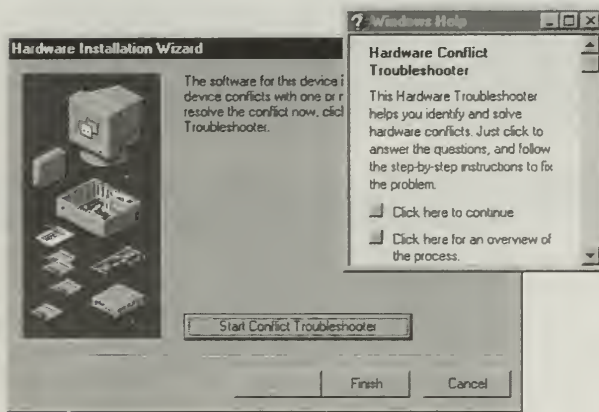 Hardware Installation Wizard
The software for this device i
device conflicts with one or r
resolve the conflict now, clicl
Troubleshooter.
Start Conflict Troubleshooter
Finish
Cancel
Windows Help
Hardware Conflict
Troubleshooter
This Hardware Troubleshooter
helps you identify and solve
hardware conflicts. Just click to
answer the questions, and follow
the step-by-step instructions to fix
the problem.
Click here to continue
Click here for an overview of
the process.